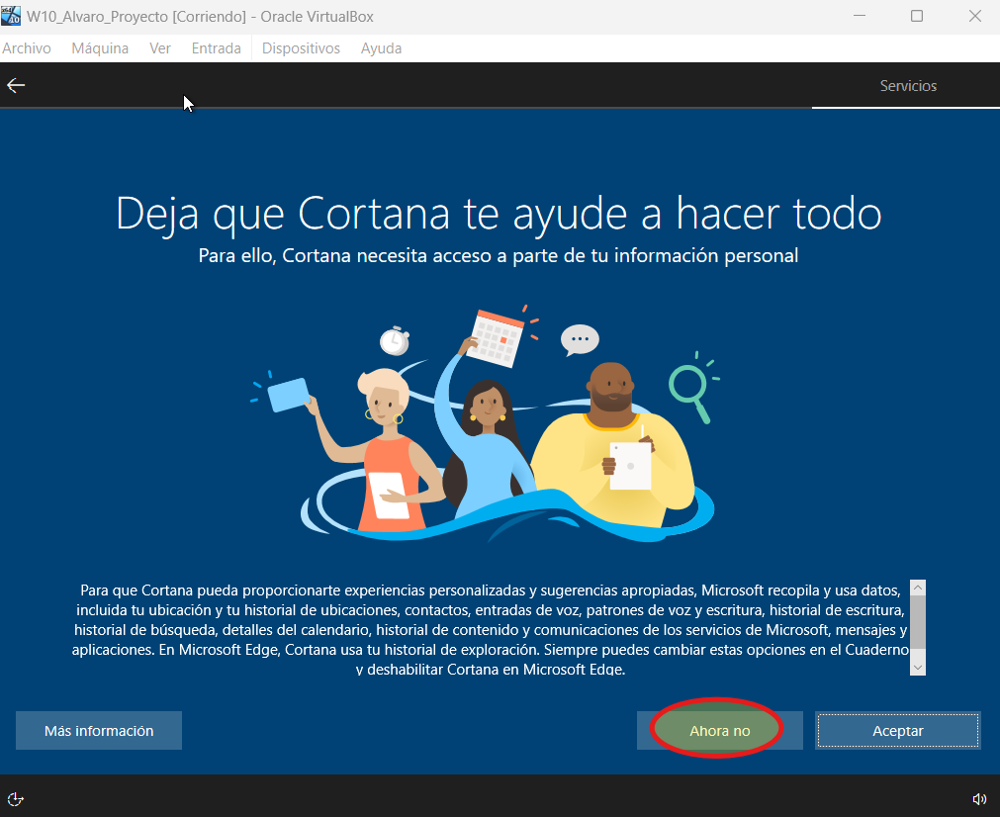 W10_Alvaro_Proyecto [Corriendo] - Oracle VirtualBox
Archivo Máquina Ver Entrada Dispositivos Ayuda
Servicios
Deja que Cortana te ayude a hacer todo
Para ello, Cortana necesita acceso a parte de tu información personal
Para que Cortana pueda proporcionarte experiencias personalizadas y sugerencias apropiadas, Microsoft recopila y usa datos,
incluida tu ubicación y tu historial de ubicaciones, contactos, entradas de voz, patrones de voz y escritura, historial de escritura,
historial de búsqueda, detalles del calendario, historial de contenido y comunicaciones de los servicios de Microsoft, mensajes y
aplicaciones. En Microsoft Edge, Cortana usa tu historial de exploración. Siempre puedes cambiar estas opciones en el Cuaderno
y deshabilitar Cortana en Microsoft Edge.
Más información Ahora no Aceptar